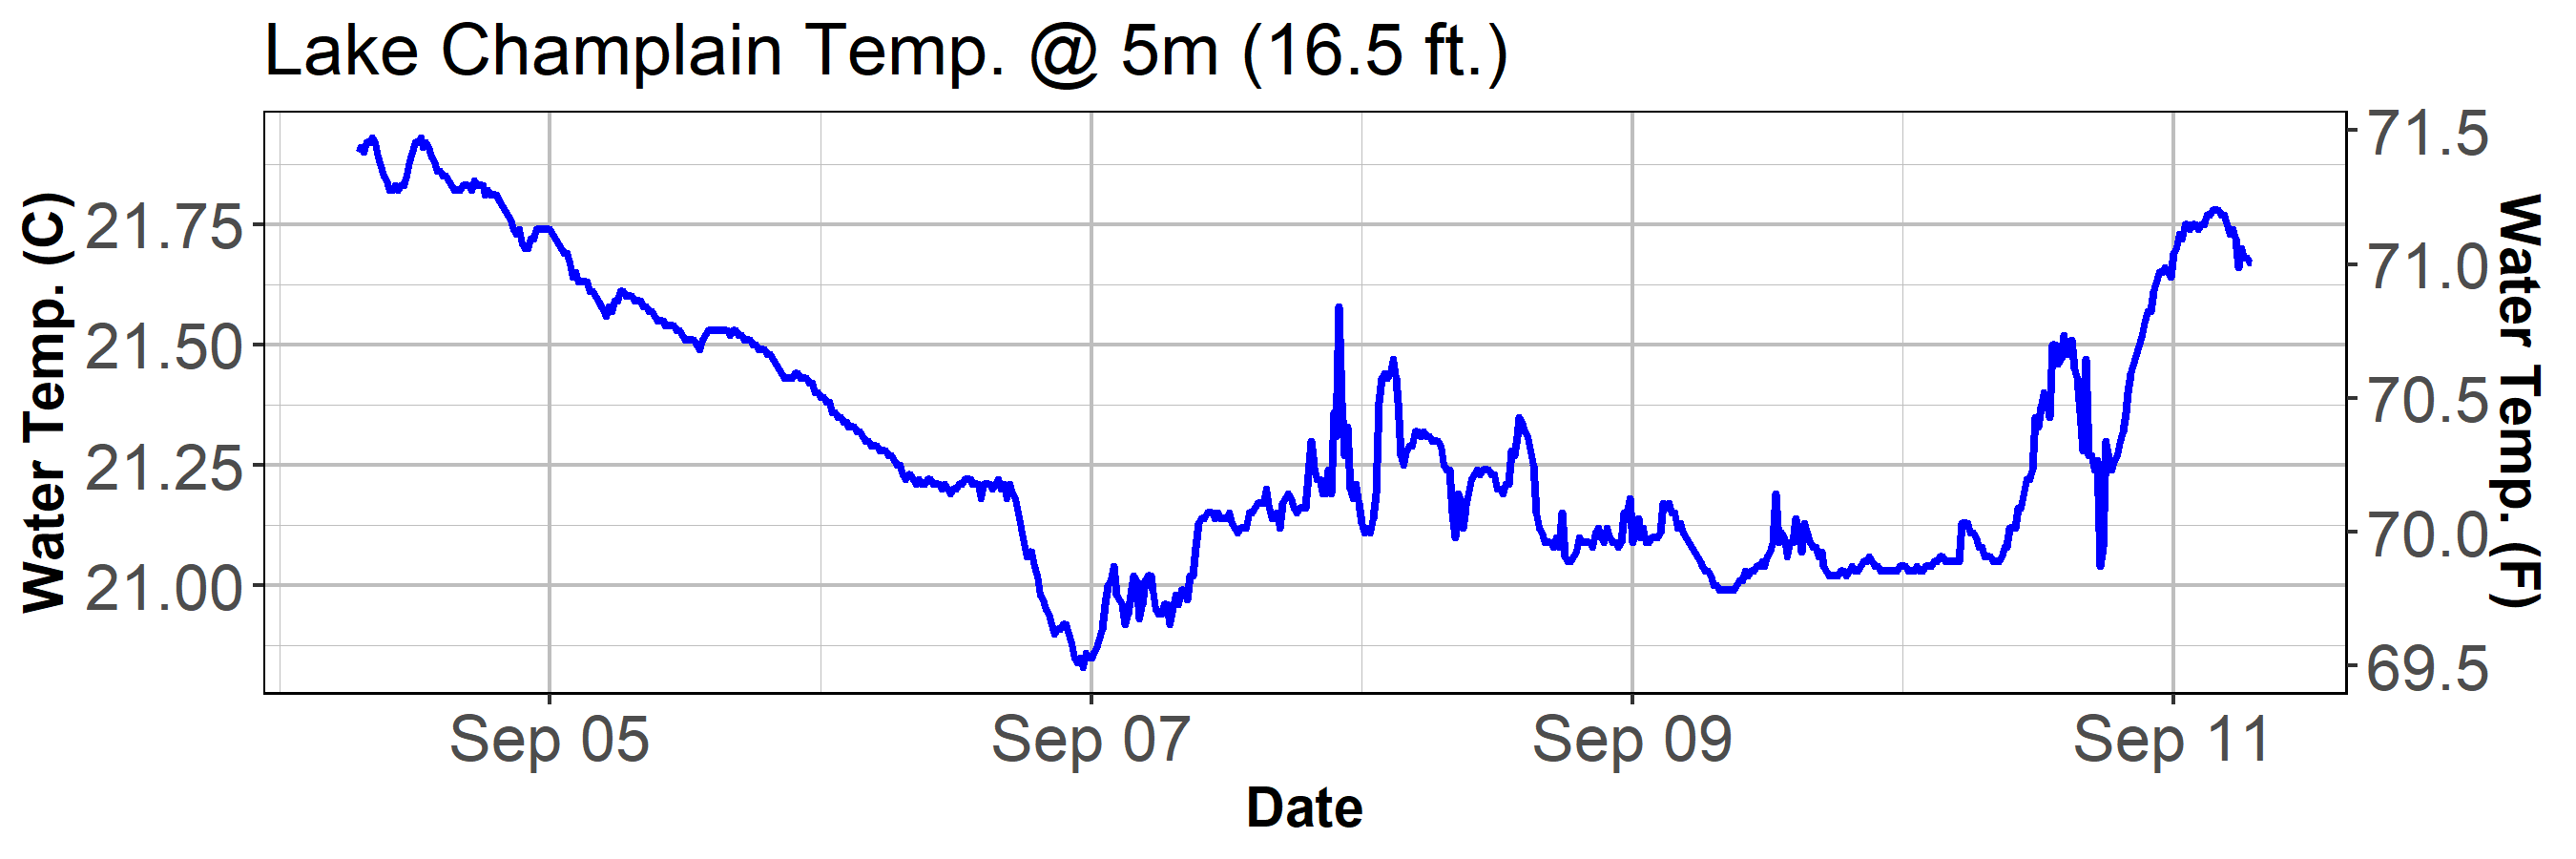 Lake Champlain Temp. @ 5m (16.5 ft.)
Water Temp. (C)
21.75
21.50
21.25
21.00
71.5
71.0
70.5
70.0
69.5
Water Temp. (F)
Sep 05 Sep 07 Sep 09 Sep 11
Date